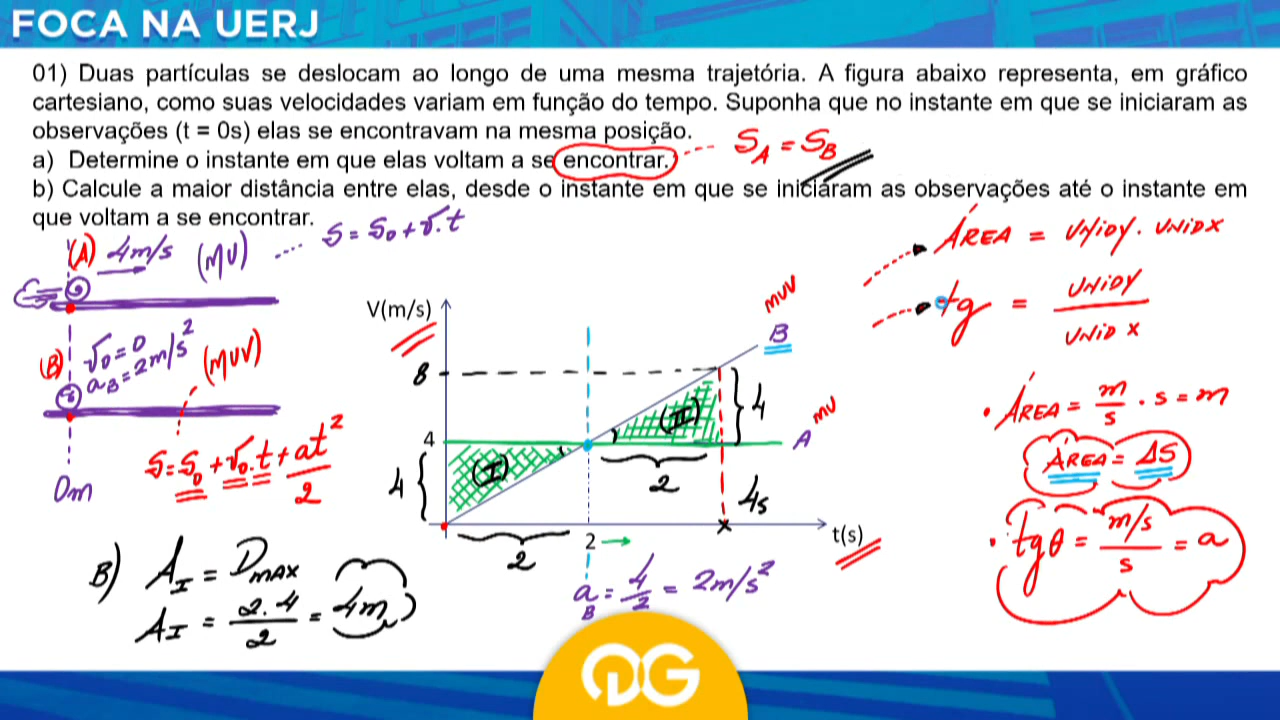 FOCA NA UERJ
01) Duas partículas se deslocam ao longo de uma mesma trajetória. A figura abaixo representa, em gráfico
cartesiano, como suas velocidades variam em função do tempo. Suponha que no instante em que se iniciaram as
observações (t = 0s) elas se encontravam na mesma posição.
a) Determine o instante em que elas voltam a se encontrar.
S_A = S_B
b) Calcule a maior distância entre elas, desde o instante em que se iniciaram as observações até o instante em
que voltam a se encontrar.
S = S₀ + v.t
(A) 4m/s (MU)
(B) v₀ = 0
a_B = 2m/s²
(MUV)
S = S₀ + v₀.t + at²/2
0m
ÁREA = UNIDY. UNIDX
tg = UNIDY / UNID X
• ÁREA = m/s . s = m
ÁREA = ΔS
• tgθ = m/s / s = a
V(m/s)
MUV
B
8
4
(II)
4
MU
A
4
(I)
2
4s
2
2
t(s)
a_B = 4/2 = 2m/s²
B) A_I = D_MAX
A_I = 2.4/2 = 4m
DG